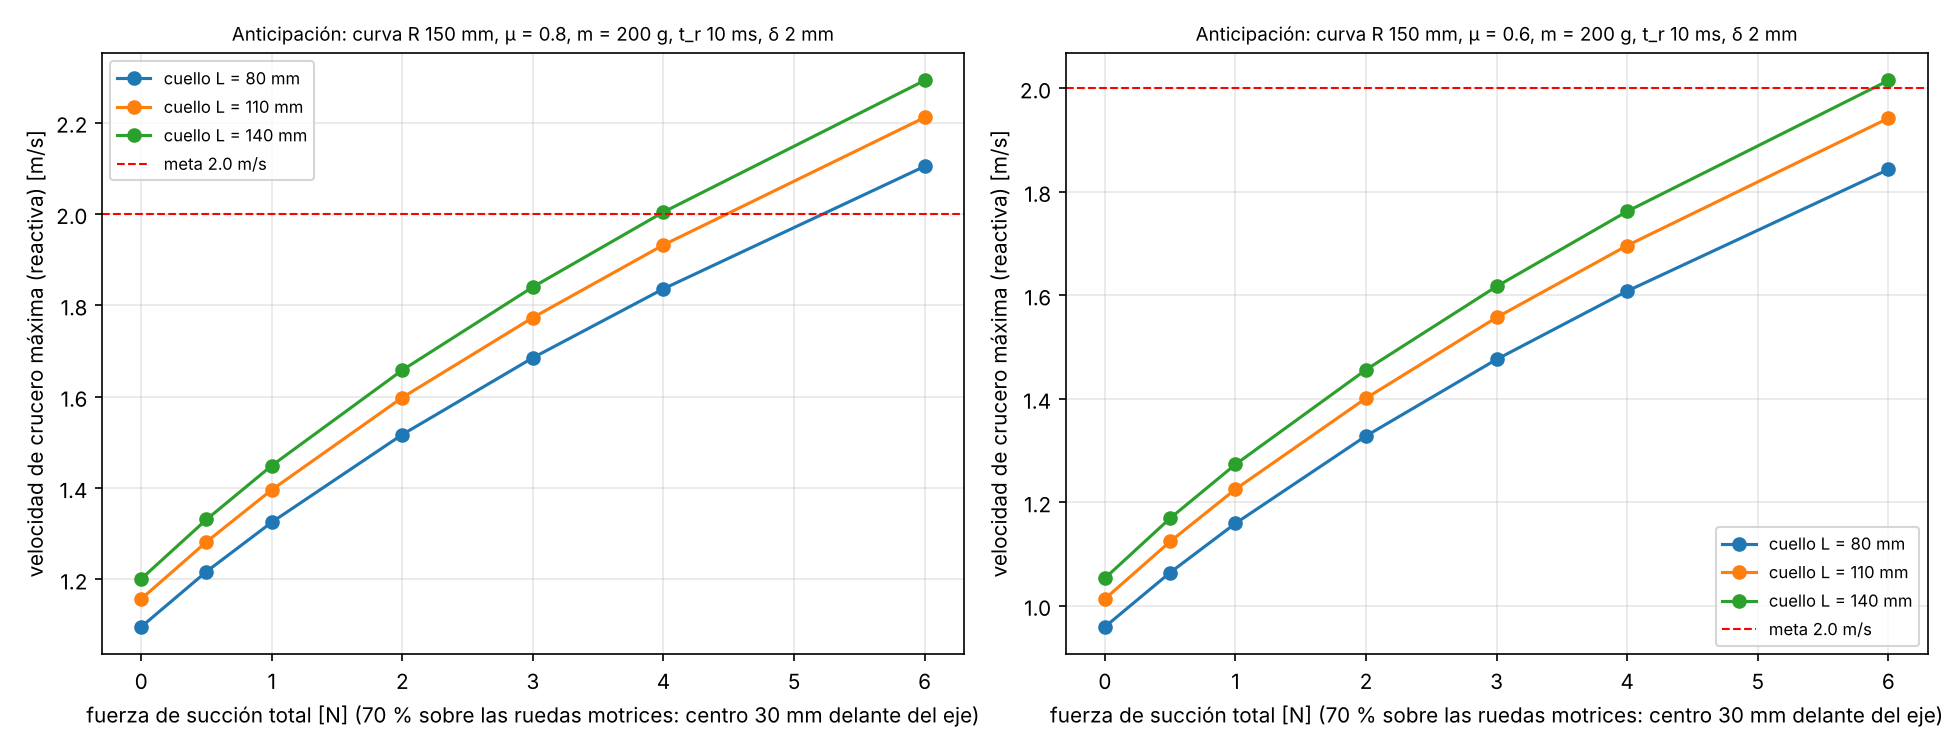 Anticipación: curva R 150 mm, μ = 0.8, m = 200 g, t_r 10 ms, δ 2 mm
cuello L = 80 mm
cuello L = 110 mm
cuello L = 140 mm
meta 2.0 m/s
velocidad de crucero máxima (reactiva) [m/s]
2.2
2.0
1.8
1.6
1.4
1.2
0 1 2 3 4 5 6
fuerza de succión total [N] (70 % sobre las ruedas motrices: centro 30 mm delante del eje)
Anticipación: curva R 150 mm, μ = 0.6, m = 200 g, t_r 10 ms, δ 2 mm
velocidad de crucero máxima (reactiva) [m/s]
2.0
1.8
1.6
1.4
1.2
1.0
cuello L = 80 mm
cuello L = 110 mm
cuello L = 140 mm
meta 2.0 m/s
0 1 2 3 4 5 6
fuerza de succión total [N] (70 % sobre las ruedas motrices: centro 30 mm delante del eje)